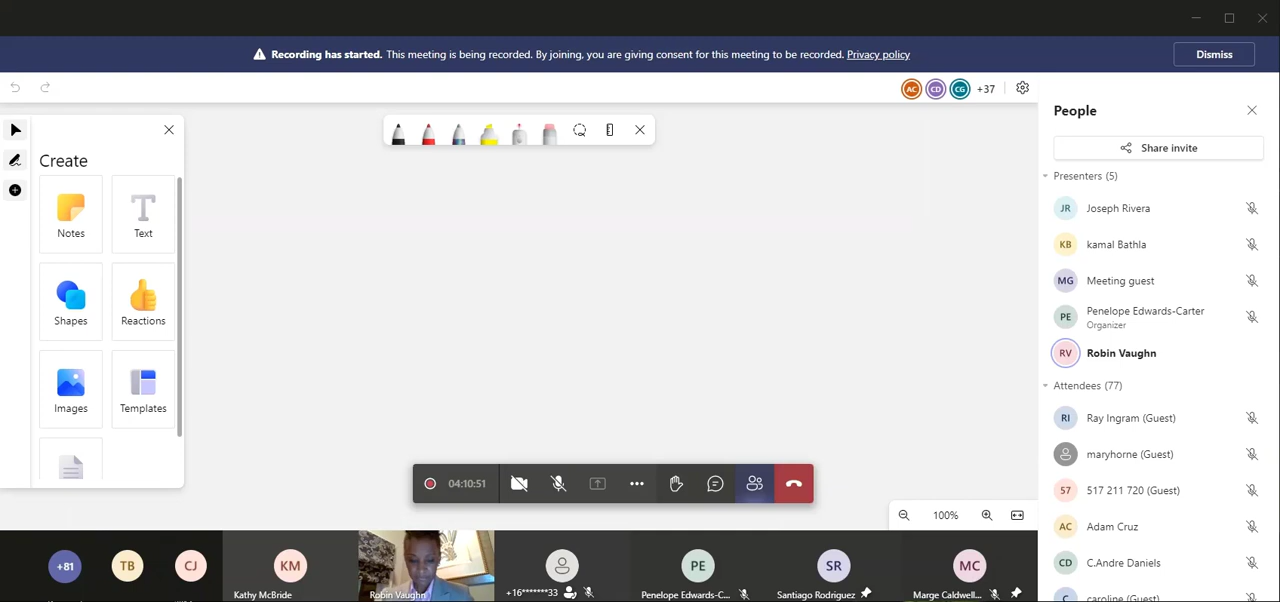 Recording has started. This meeting is being recorded. By joining, you are giving consent for this meeting to be recorded. Privacy policy
Dismiss
AC CD CG +37
Create
Notes Text
Shapes Reactions
Images Templates
People
Share invite
Presenters (5)
JR Joseph Rivera
KB kamal Bathla
MG Meeting guest
PE Penelope Edwards-Carter
Organizer
RV Robin Vaughn
Attendees (77)
RI Ray Ingram (Guest)
maryhorne (Guest)
57 517 211 720 (Guest)
AC Adam Cruz
CD C.Andre Daniels
C caroline (Guest)
04:10:51
100%
+81 TB CJ KM PE SR MC
Kathy McBride Robin Vaughn +16*******33 Penelope Edwards-C... Santiago Rodriguez Marge Caldwell...